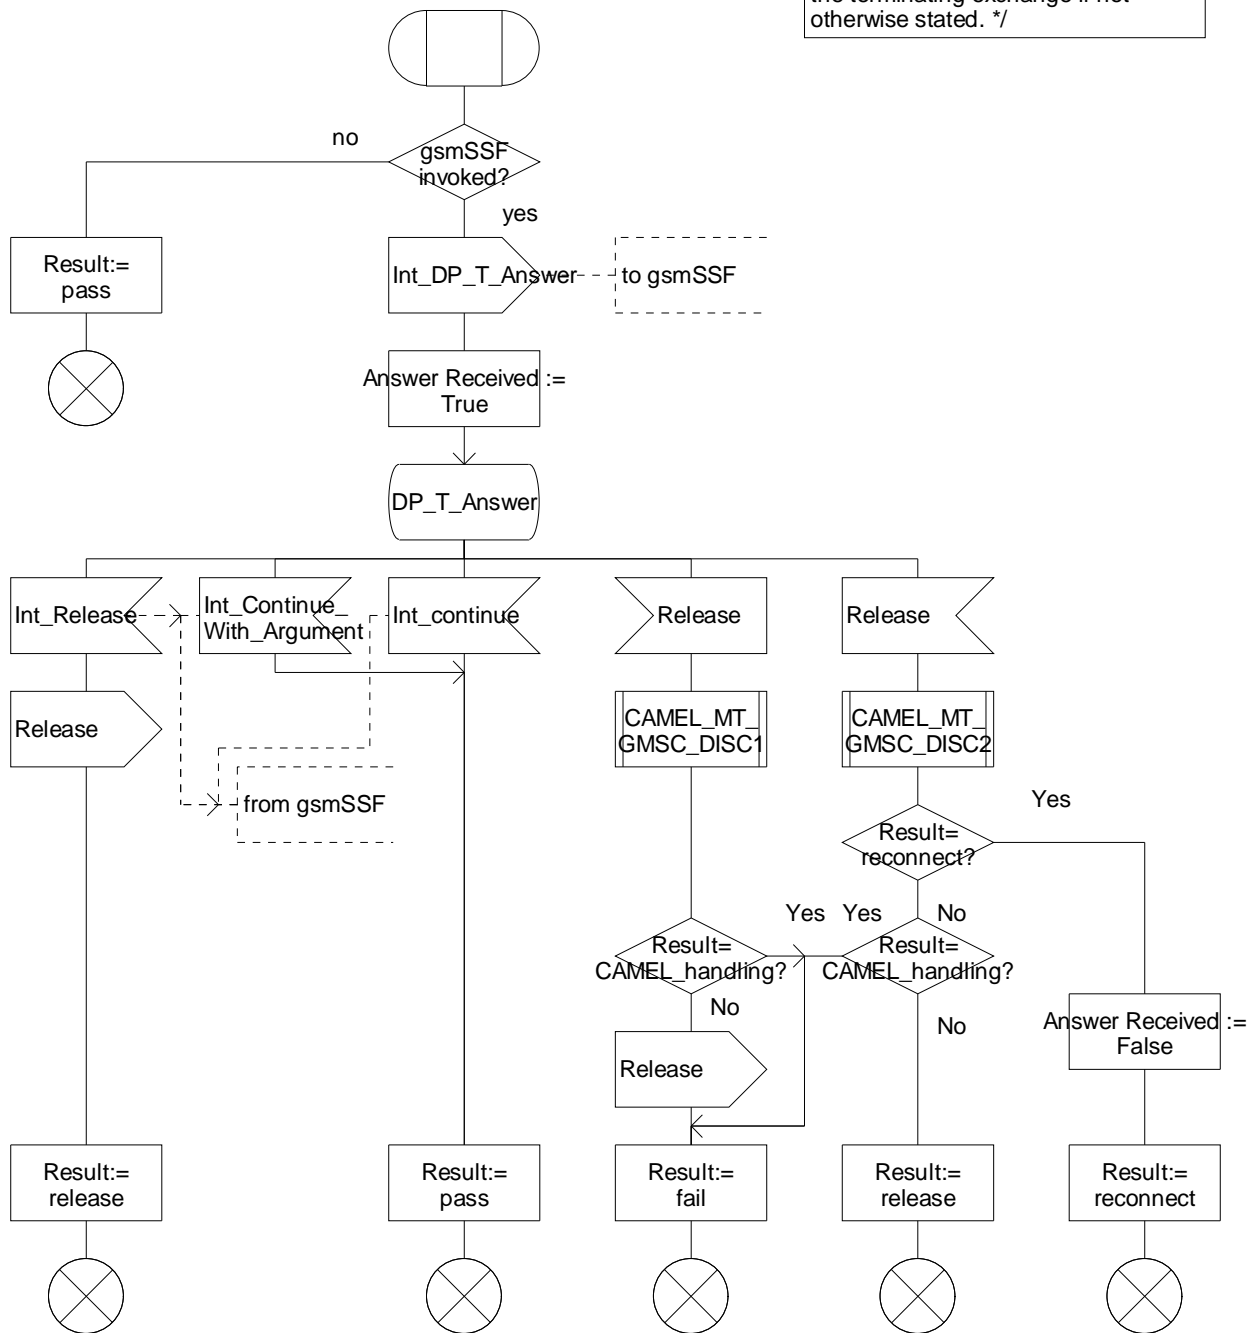 the terminating exchange if not
otherwise stated. */
no
gsmSSF
invoked?
yes
Result:=
pass
Int_DP_T_Answer
to gsmSSF
Answer Received :=
True
DP_T_Answer
Int_Release
Int_Continue_
With_Argument
Int_continue
Release
Release
Release
CAMEL_MT_
GMSC_DISC1
CAMEL_MT_
GMSC_DISC2
from gsmSSF
Yes
Result=
reconnect?
Yes
Yes
No
Result=
CAMEL_handling?
Result=
CAMEL_handling?
No
No
Answer Received :=
False
Release
Result:=
release
Result:=
pass
Result:=
fail
Result:=
release
Result:=
reconnect